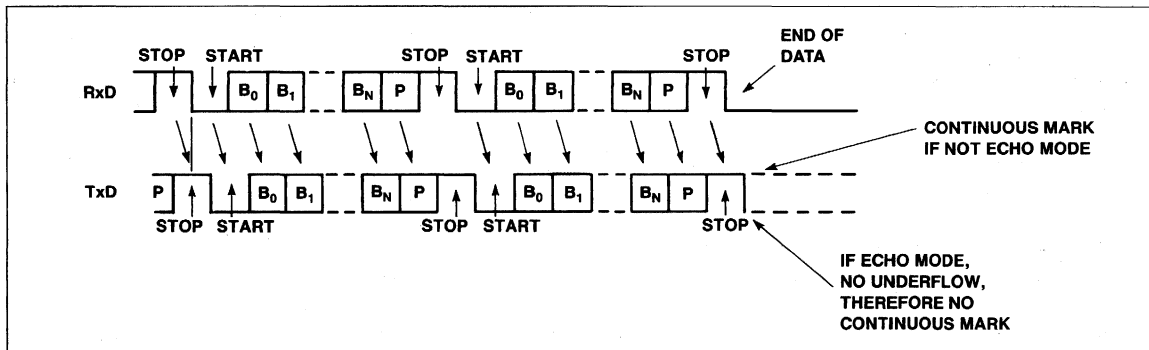 STOP START STOP START END OF
DATA
RxD B0 B1 BN P B0 B1 BN P
CONTINUOUS MARK
IF NOT ECHO MODE
TxD P B0 B1 BN P B0 B1 BN P
STOP START STOP START STOP
IF ECHO MODE,
NO UNDERFLOW,
THEREFORE NO
CONTINUOUS MARK